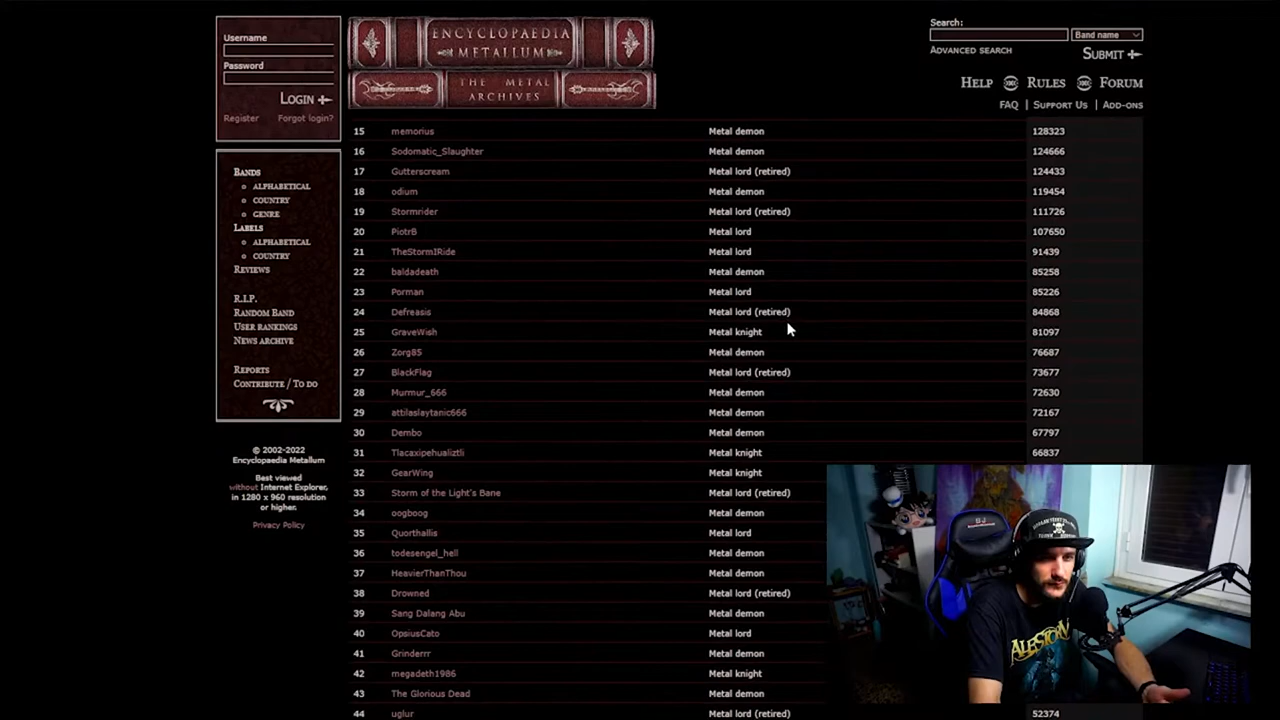 Username
Password
LOGIN
Register Forgot login?
ENCYCLOPAEDIA
METALLUM
THE METAL
ARCHIVES
Search:
Band name
ADVANCED SEARCH
SUBMIT
HELP RULES FORUM
FAQ | SUPPORT US | ADD-ONS
BANDS
ALPHABETICAL
COUNTRY
GENRE
LABELS
ALPHABETICAL
COUNTRY
REVIEWS
R.I.P.
RANDOM BAND
USER RANKINGS
NEWS ARCHIVE
REPORTS
CONTRIBUTE / TO DO
© 2002-2022
Encyclopaedia Metallum
Best viewed
without Internet Explorer,
in 1280 x 960 resolution
or higher.
Privacy Policy
15 memorius Metal demon 128323
16 Sodomatic_Slaughter Metal demon 124666
17 Gutterscream Metal lord (retired) 124433
18 odium Metal demon 119454
19 Stormrider Metal lord (retired) 111726
20 PiotrB Metal lord 107650
21 TheStormIRide Metal lord 91439
22 baldadeath Metal demon 85258
23 Porman Metal lord 85226
24 Defreasis Metal lord (retired) 84868
25 GraveWish Metal knight 81097
26 Zorg85 Metal demon 76687
27 BlackFlag Metal lord (retired) 73677
28 Murmur_666 Metal demon 72630
29 attilaslaytanic666 Metal demon 72167
30 Dembo Metal demon 67797
31 Tlacaxipehualiztli Metal knight 66837
32 GearWing Metal knight
33 Storm of the Light's Bane Metal lord (retired)
34 oogboog Metal demon
35 Quorthallis Metal lord
36 todesengel_hell Metal demon
37 HeavierThanThou Metal demon
38 Drowned Metal lord (retired)
39 Sang Dalang Abu Metal demon
40 OpsiusCato Metal lord
41 Grinderrr Metal demon
42 megadeth1986 Metal knight
43 The Glorious Dead Metal demon
44 uglur Metal lord (retired) 52374
ALESTORM